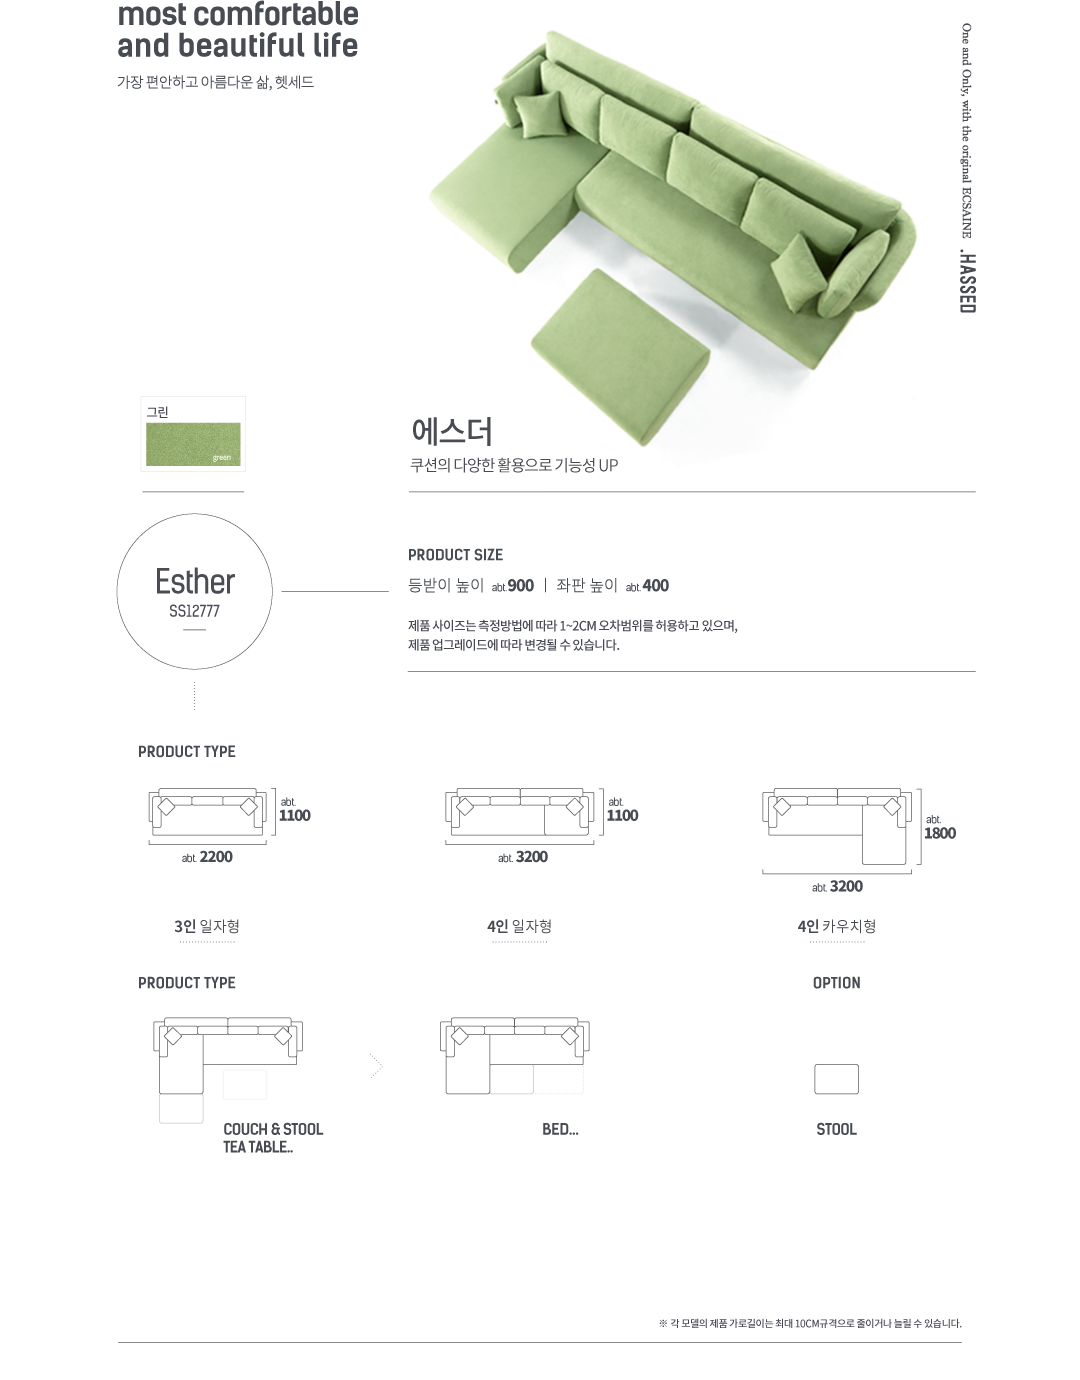 most comfortable
and beautiful life
가장 편안하고 아름다운 삶, 헷세드
One and Only, with the original ECSAINE .HASSED
그린
green
에스더
쿠션의 다양한 활용으로 기능성 UP
Esther
SS12777
PRODUCT SIZE
등받이 높이 abt.900 | 좌판 높이 abt.400
제품 사이즈는 측정방법에 따라 1~2CM 오차범위를 허용하고 있으며,
제품 업그레이드에 따라 변경될 수 있습니다.
PRODUCT TYPE
abt.
1100
abt. 2200
3인 일자형
abt.
1100
abt. 3200
4인 일자형
abt.
1800
abt. 3200
4인 카우치형
PRODUCT TYPE
OPTION
COUCH & STOOL
TEA TABLE..
BED...
STOOL
※ 각 모델의 제품 가로길이는 최대 10CM규격으로 줄이거나 늘릴 수 있습니다.